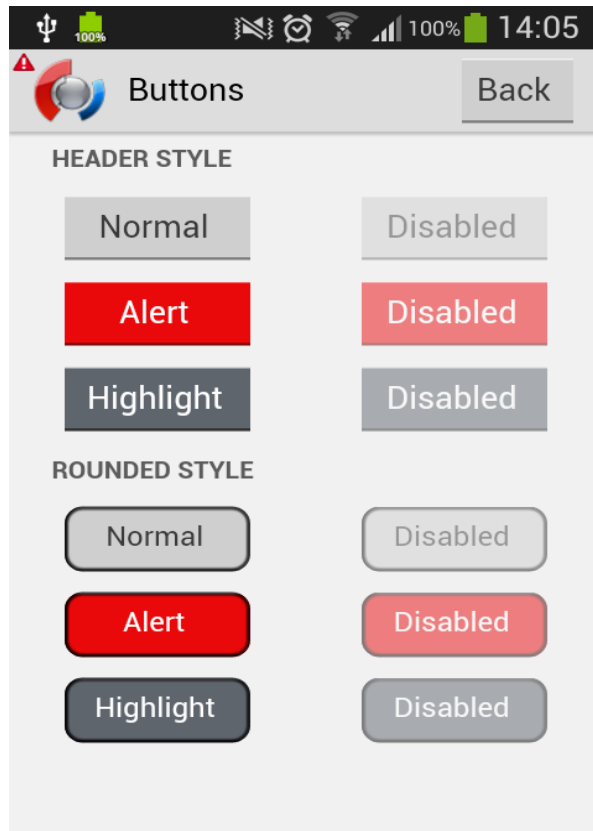 100% 100% 14:05
Buttons Back
HEADER STYLE
Normal Disabled
Alert Disabled
Highlight Disabled
ROUNDED STYLE
Normal Disabled
Alert Disabled
Highlight Disabled